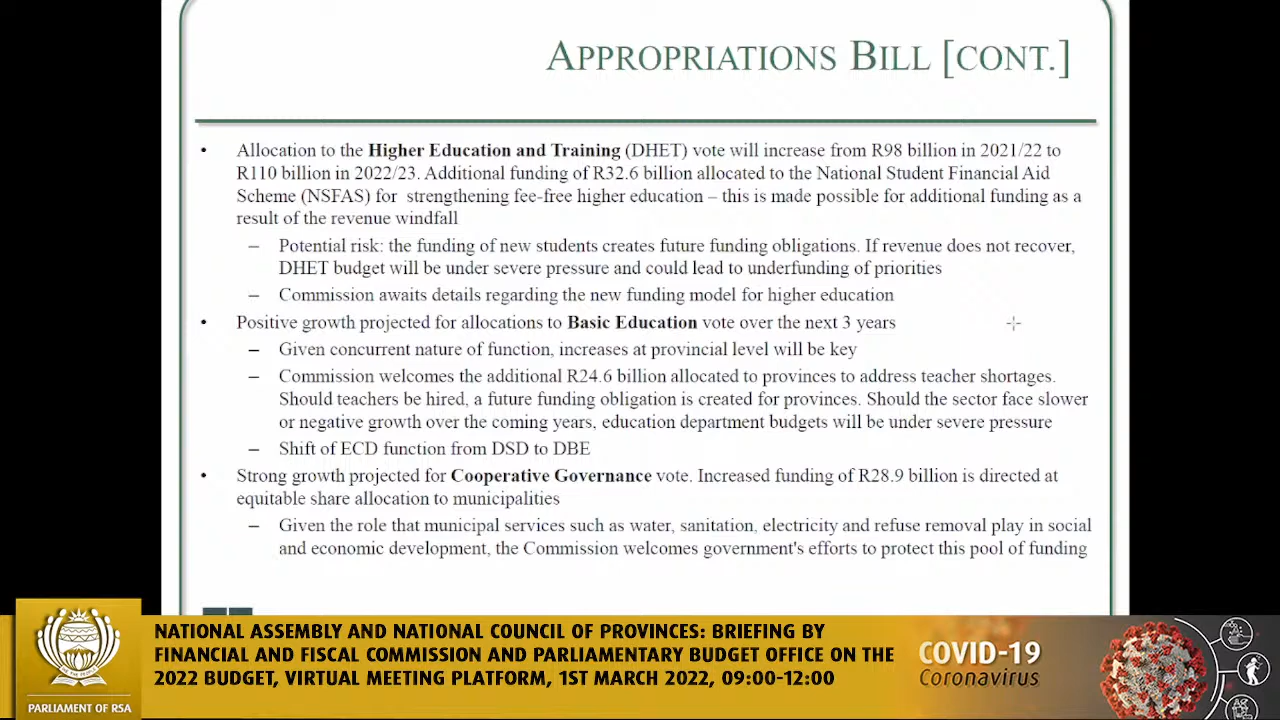 APPROPRIATIONS BILL [CONT.]
• Allocation to the Higher Education and Training (DHET) vote will increase from R98 billion in 2021/22 to
R110 billion in 2022/23. Additional funding of R32.6 billion allocated to the National Student Financial Aid
Scheme (NSFAS) for strengthening fee-free higher education – this is made possible for additional funding as a
result of the revenue windfall
– Potential risk: the funding of new students creates future funding obligations. If revenue does not recover,
DHET budget will be under severe pressure and could lead to underfunding of priorities
– Commission awaits details regarding the new funding model for higher education
• Positive growth projected for allocations to Basic Education vote over the next 3 years
– Given concurrent nature of function, increases at provincial level will be key
– Commission welcomes the additional R24.6 billion allocated to provinces to address teacher shortages.
Should teachers be hired, a future funding obligation is created for provinces. Should the sector face slower
or negative growth over the coming years, education department budgets will be under severe pressure
– Shift of ECD function from DSD to DBE
• Strong growth projected for Cooperative Governance vote. Increased funding of R28.9 billion is directed at
equitable share allocation to municipalities
– Given the role that municipal services such as water, sanitation, electricity and refuse removal play in social
and economic development, the Commission welcomes government's efforts to protect this pool of funding
NATIONAL ASSEMBLY AND NATIONAL COUNCIL OF PROVINCES: BRIEFING BY
FINANCIAL AND FISCAL COMMISSION AND PARLIAMENTARY BUDGET OFFICE ON THE
2022 BUDGET, VIRTUAL MEETING PLATFORM, 1ST MARCH 2022, 09:00-12:00
PARLIAMENT OF RSA
COVID-19
Coronavirus